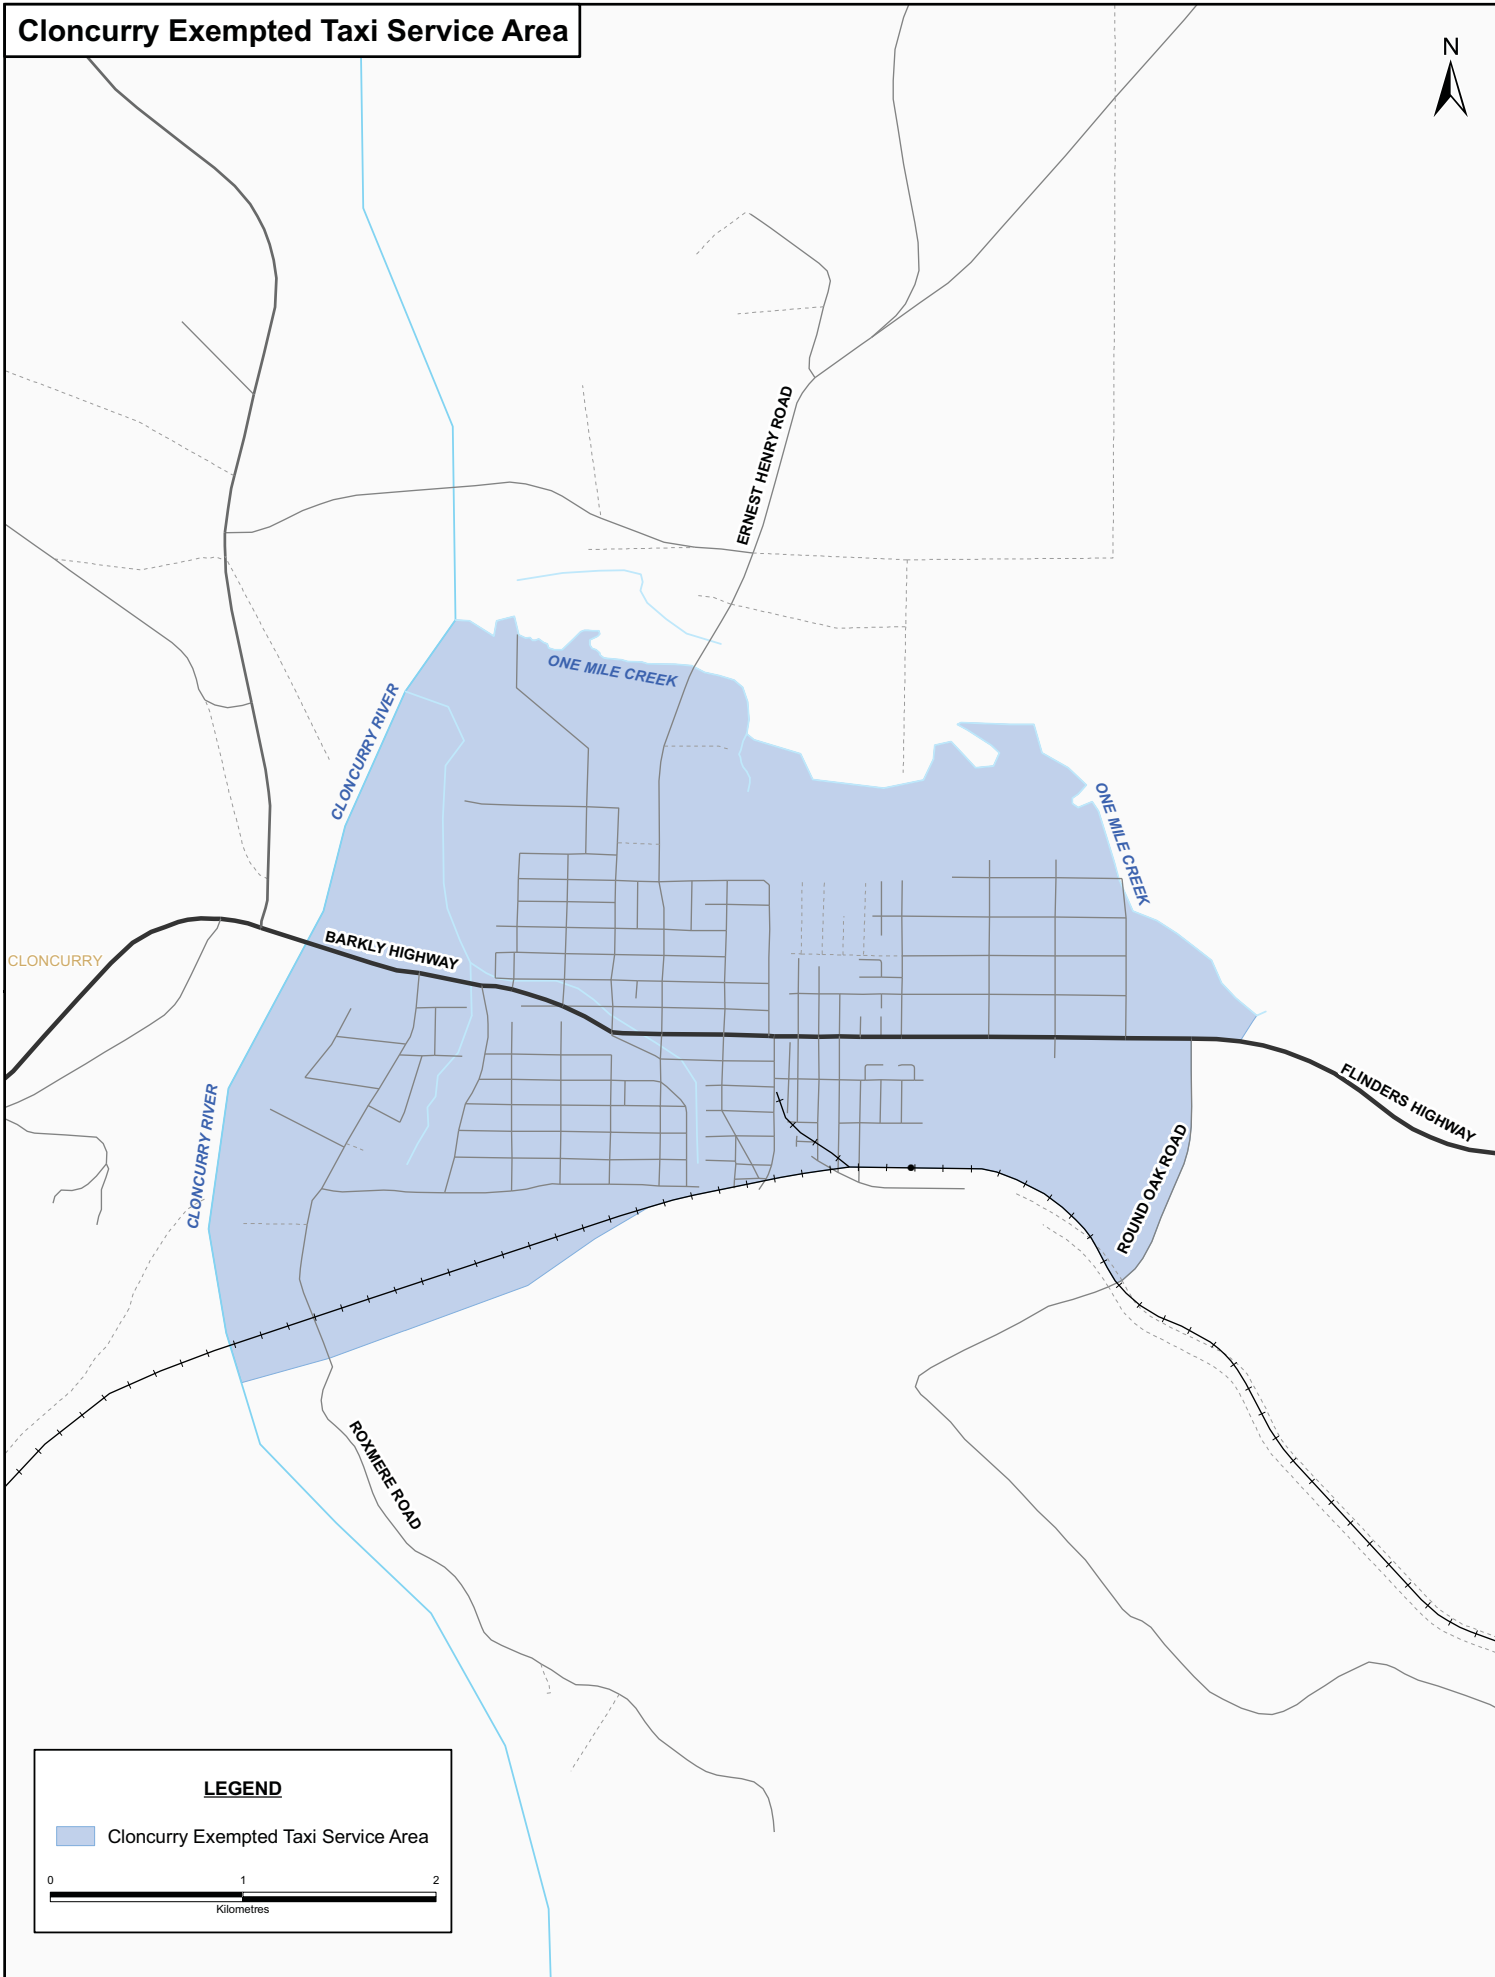 Cloncurry Exempted Taxi Service Area
N
ERNEST HENRY ROAD
ONE MILE CREEK
CLONCURRY RIVER
ONE MILE CREEK
BARKLY HIGHWAY
CLONCURRY
FLINDERS HIGHWAY
CLONCURRY RIVER
ROUND OAK ROAD
ROXMERE ROAD
LEGEND
Cloncurry Exempted Taxi Service Area
0 1 2
Kilometres